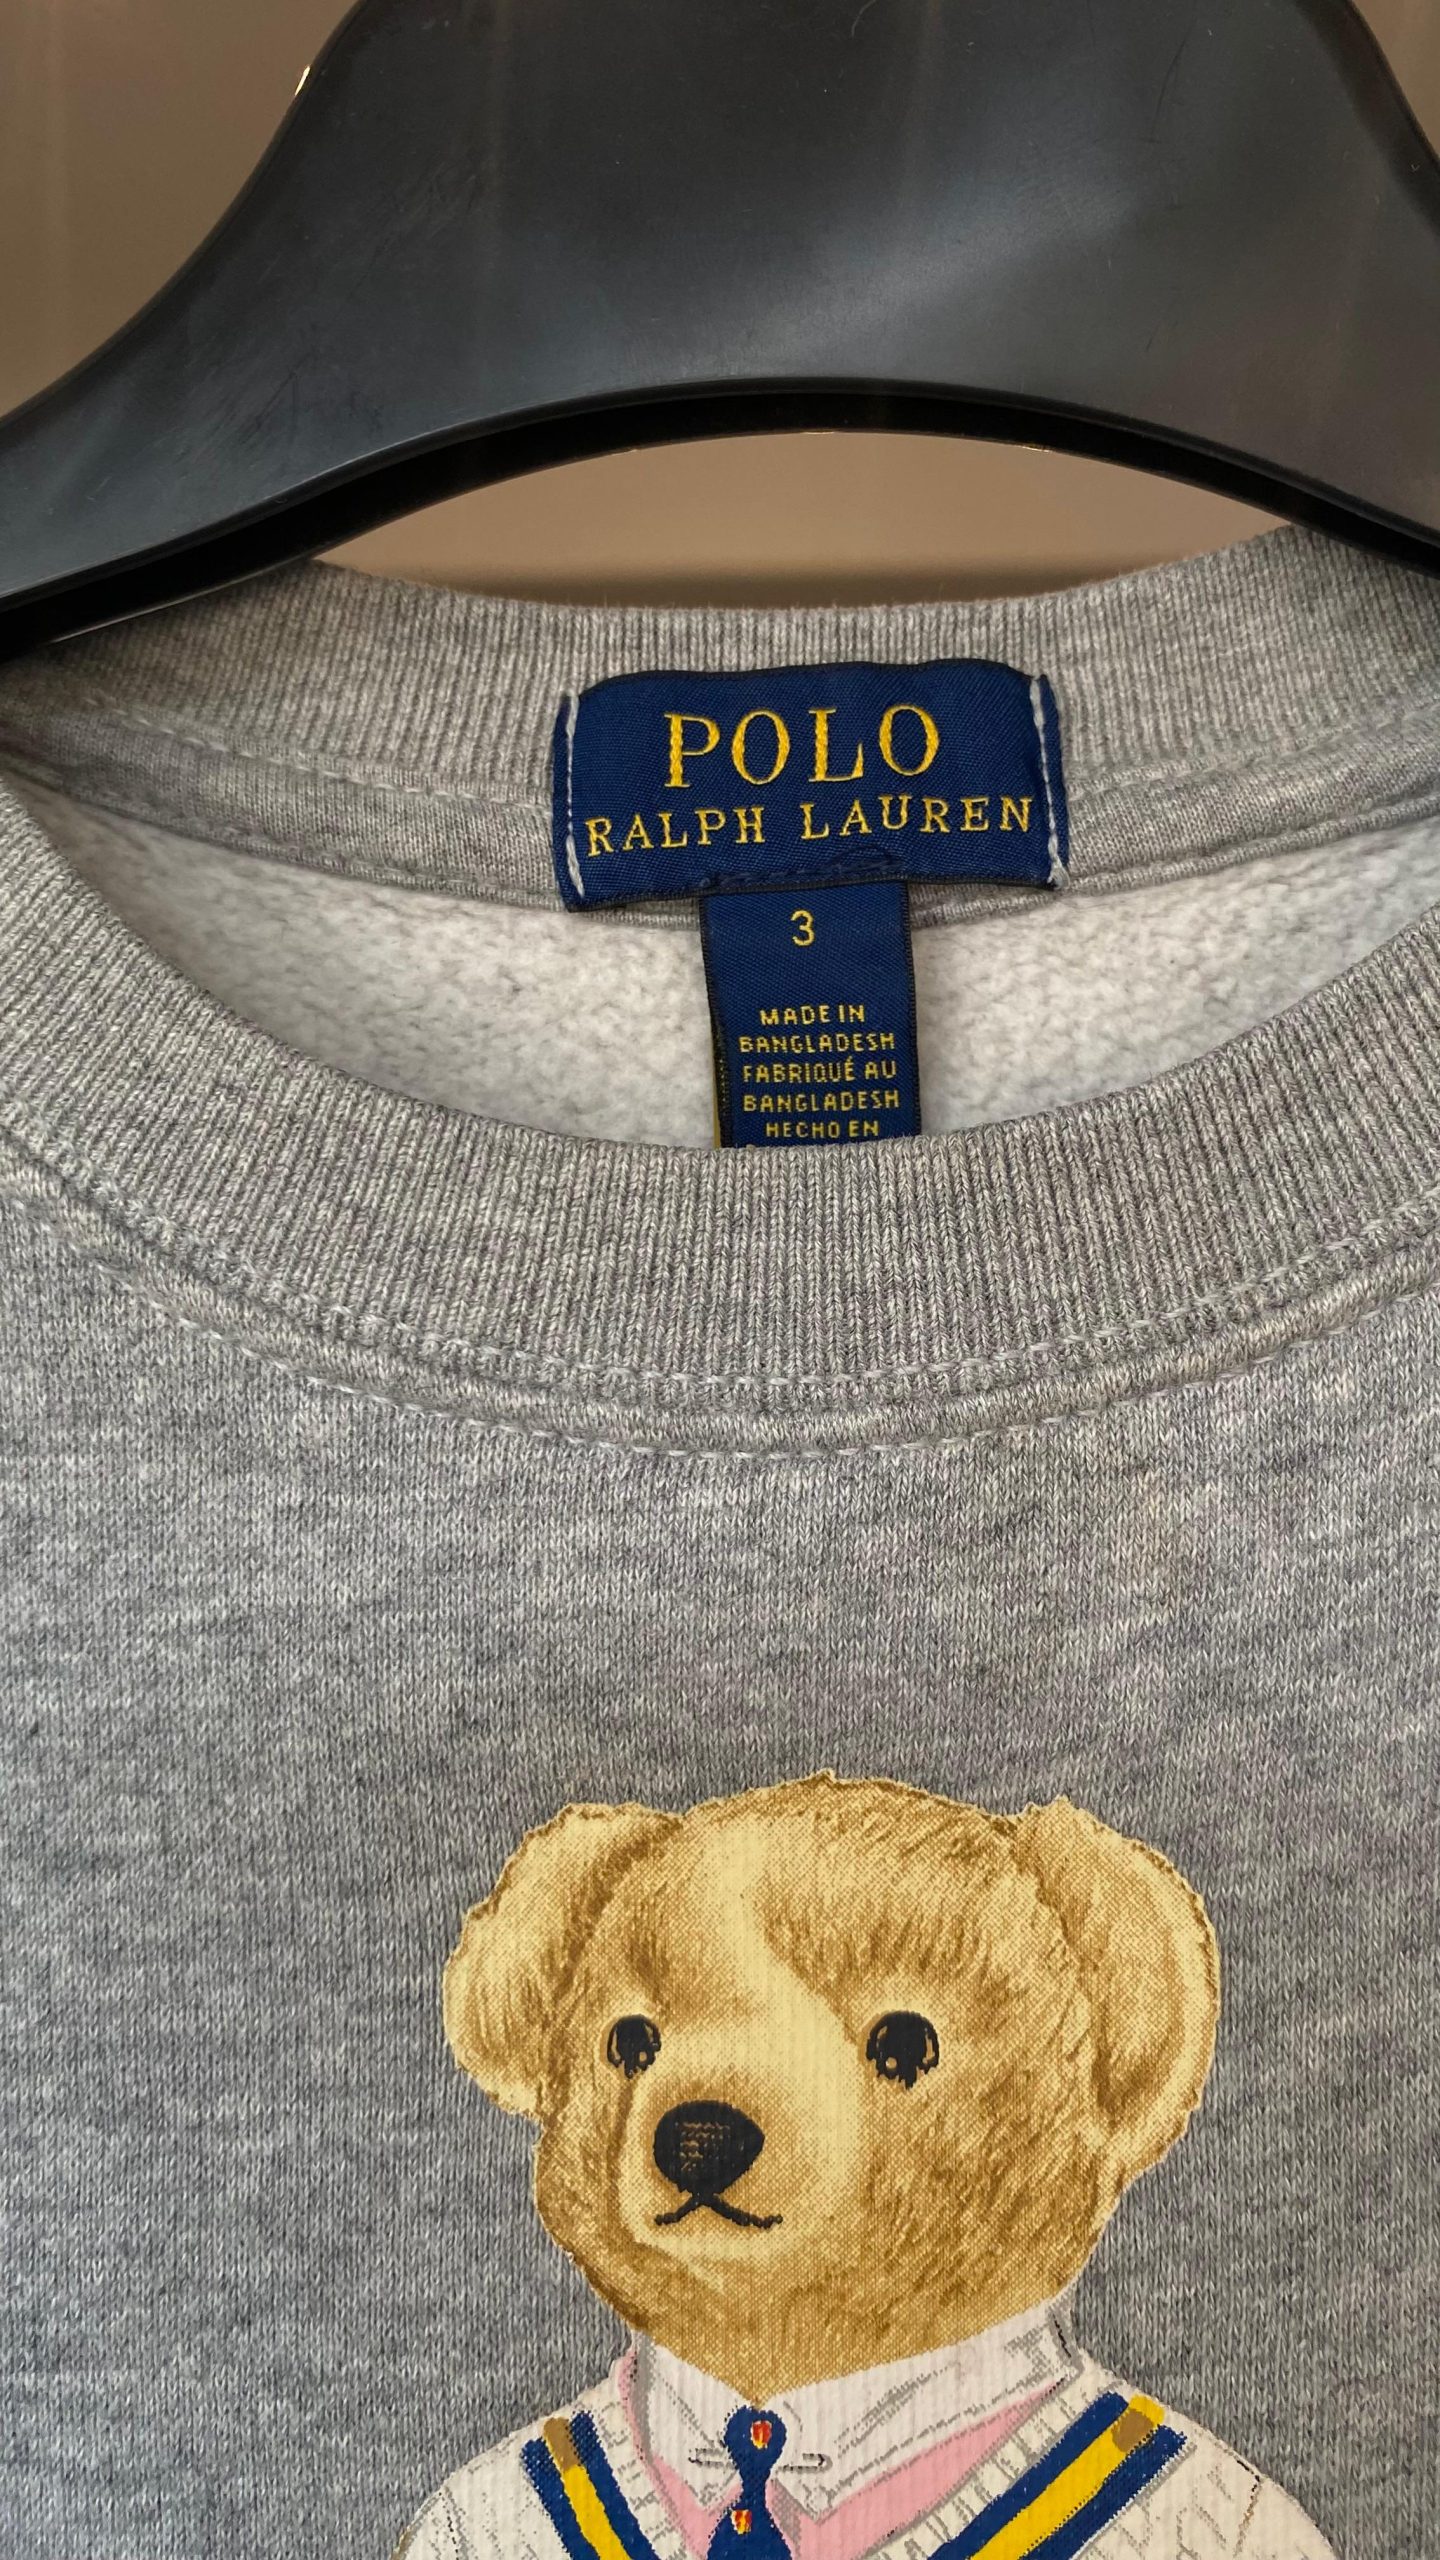 POLO
RALPH LAUREN
3
MADE IN
BANGLADESH
FABRIQUÉ AU
BANGLADESH
HECHO EN